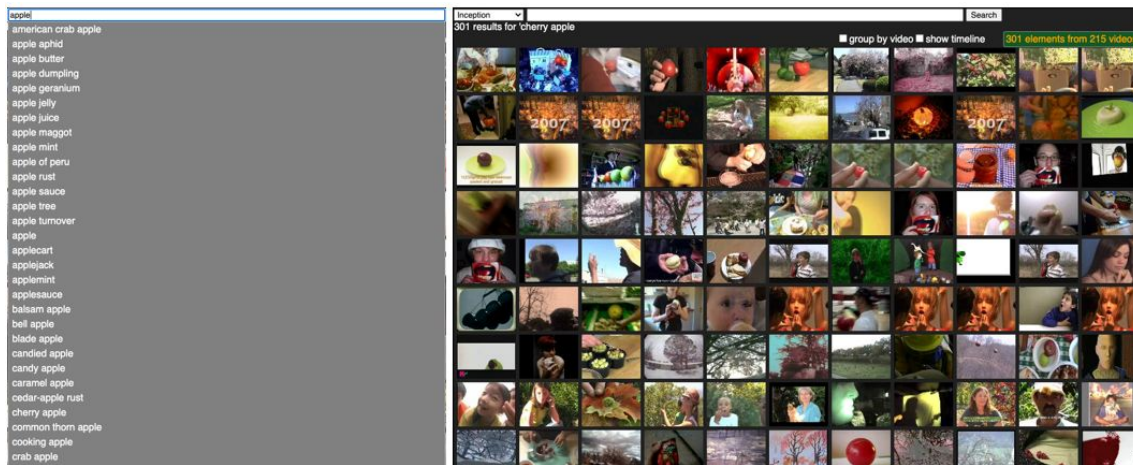 apple
american crab apple
apple aphid
apple butter
apple dumpling
apple geranium
apple jelly
apple juice
apple maggot
apple mint
apple of peru
apple rust
apple sauce
apple tree
apple turnover
apple
applecart
applejack
applemint
applesauce
balsam apple
bell apple
blade apple
candied apple
candy apple
caramel apple
cedar-apple rust
cherry apple
common thorn apple
cooking apple
crab apple
Inception
Search
301 results for 'cherry apple
group by video show timeline
301 elements from 215 video
2007 2007 2007